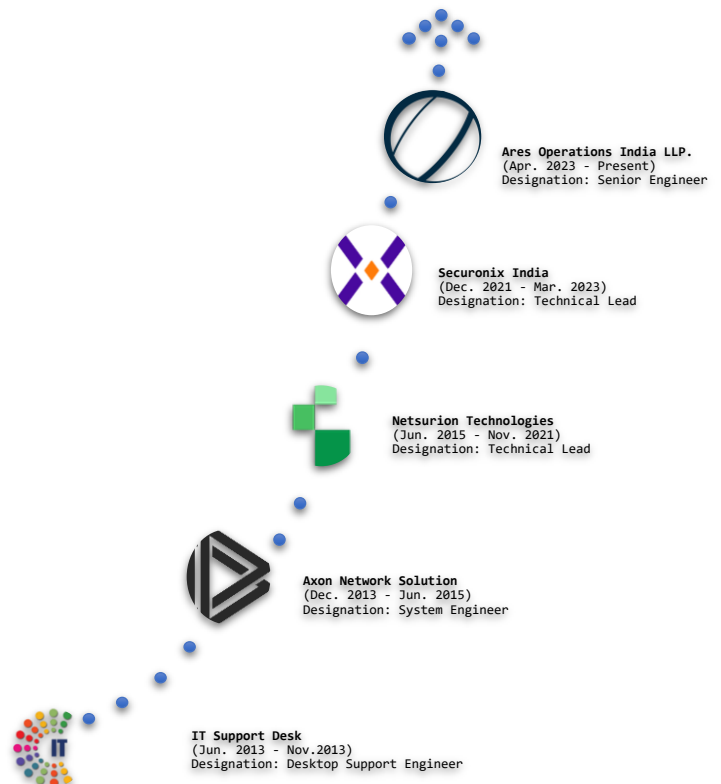 Ares Operations India LLP.
(Apr. 2023 - Present)
Designation: Senior Engineer
Securonix India
(Dec. 2021 - Mar. 2023)
Designation: Technical Lead
Netsurion Technologies
(Jun. 2015 - Nov. 2021)
Designation: Technical Lead
Axon Network Solution
(Dec. 2013 - Jun. 2015)
Designation: System Engineer
IT
IT Support Desk
(Jun. 2013 - Nov.2013)
Designation: Desktop Support Engineer